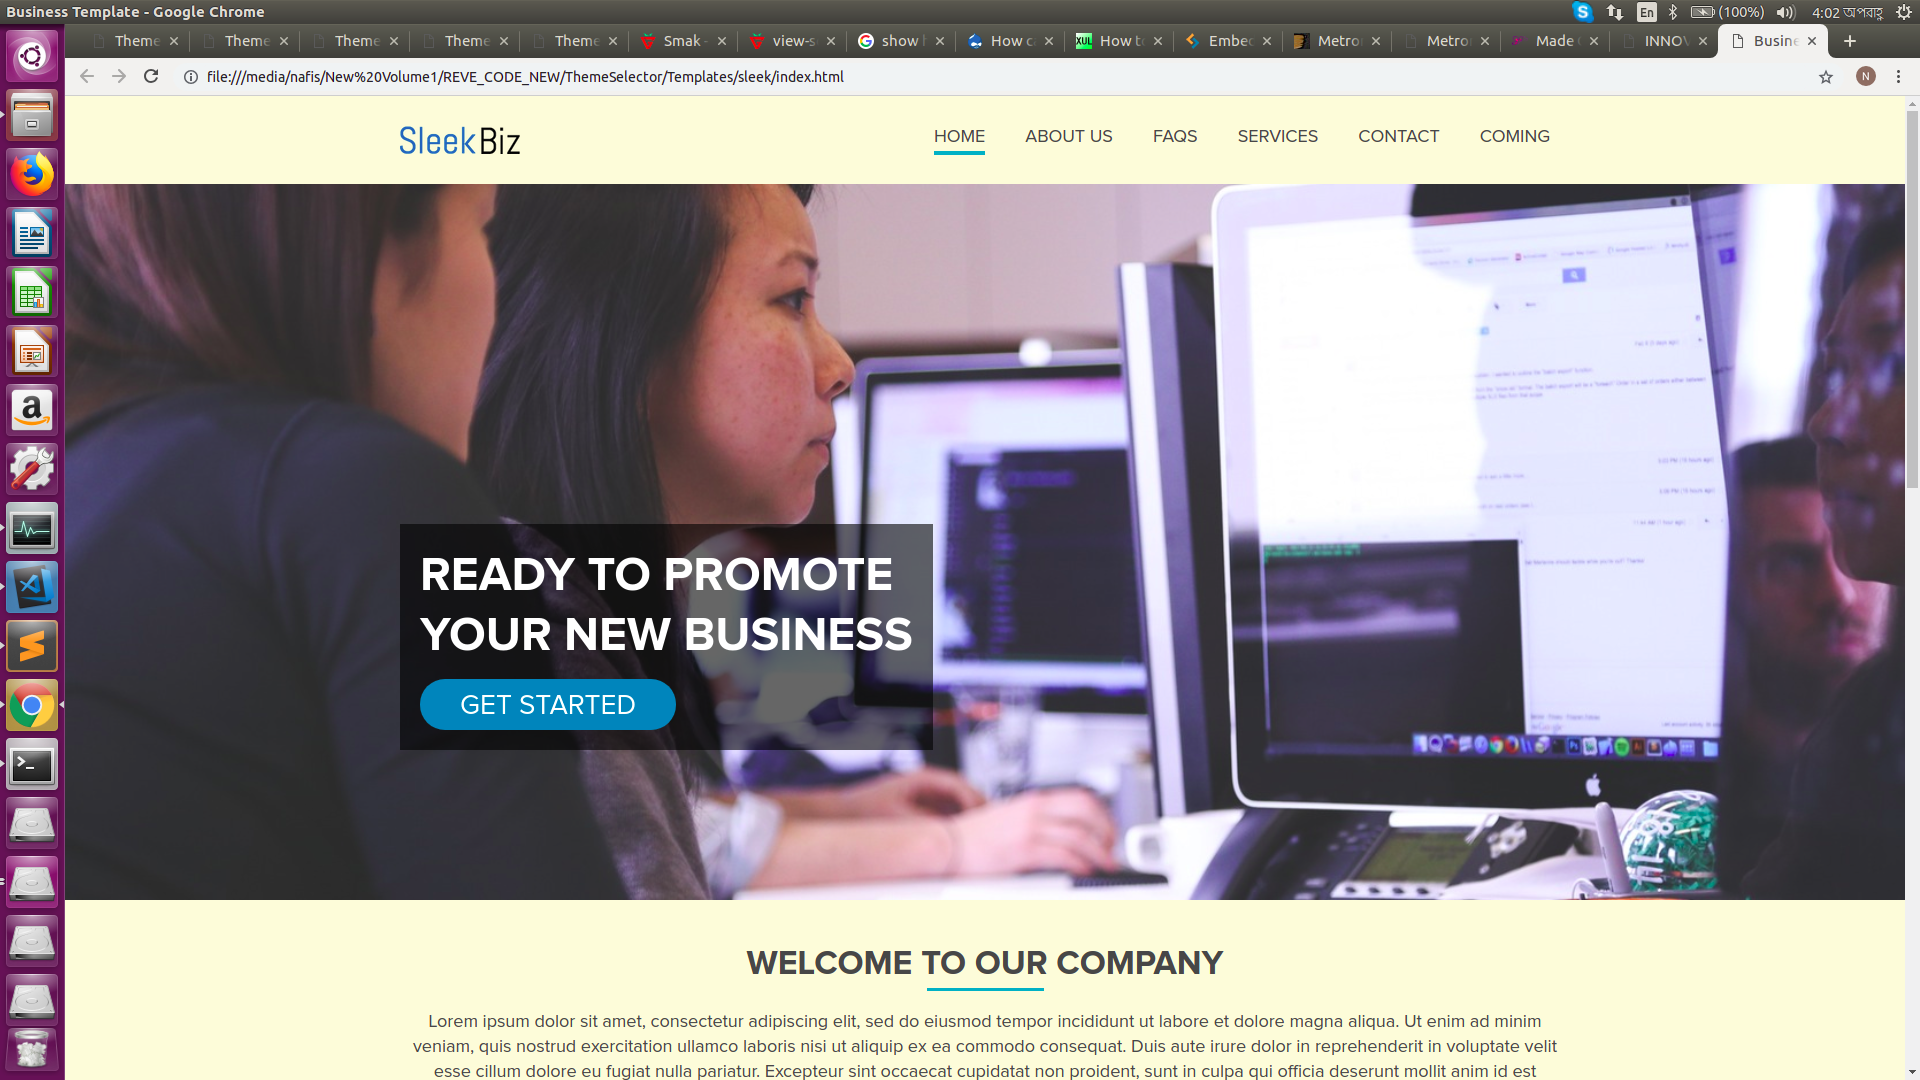 Business Template - Google Chrome
En
(100%)
4:02 অপরাহ্ণ
Theme
Theme
Theme
Theme
Theme
Smak -
view-s
show
How c
How to
Embed
Metro
Metro
Made
INNOV
Busine
file:///media/nafis/New%20Volume1/REVE_CODE_NEW/ThemeSelector/Templates/sleek/index.html
N
SleekBiz
HOME
ABOUT US
FAQS
SERVICES
CONTACT
COMING
READY TO PROMOTE
YOUR NEW BUSINESS
GET STARTED
WELCOME TO OUR COMPANY
Lorem ipsum dolor sit amet, consectetur adipiscing elit, sed do eiusmod tempor incididunt ut labore et dolore magna aliqua. Ut enim ad minim
veniam, quis nostrud exercitation ullamco laboris nisi ut aliquip ex ea commodo consequat. Duis aute irure dolor in reprehenderit in voluptate velit
esse cillum dolore eu fugiat nulla pariatur. Excepteur sint occaecat cupidatat non proident, sunt in culpa qui officia deserunt mollit anim id est